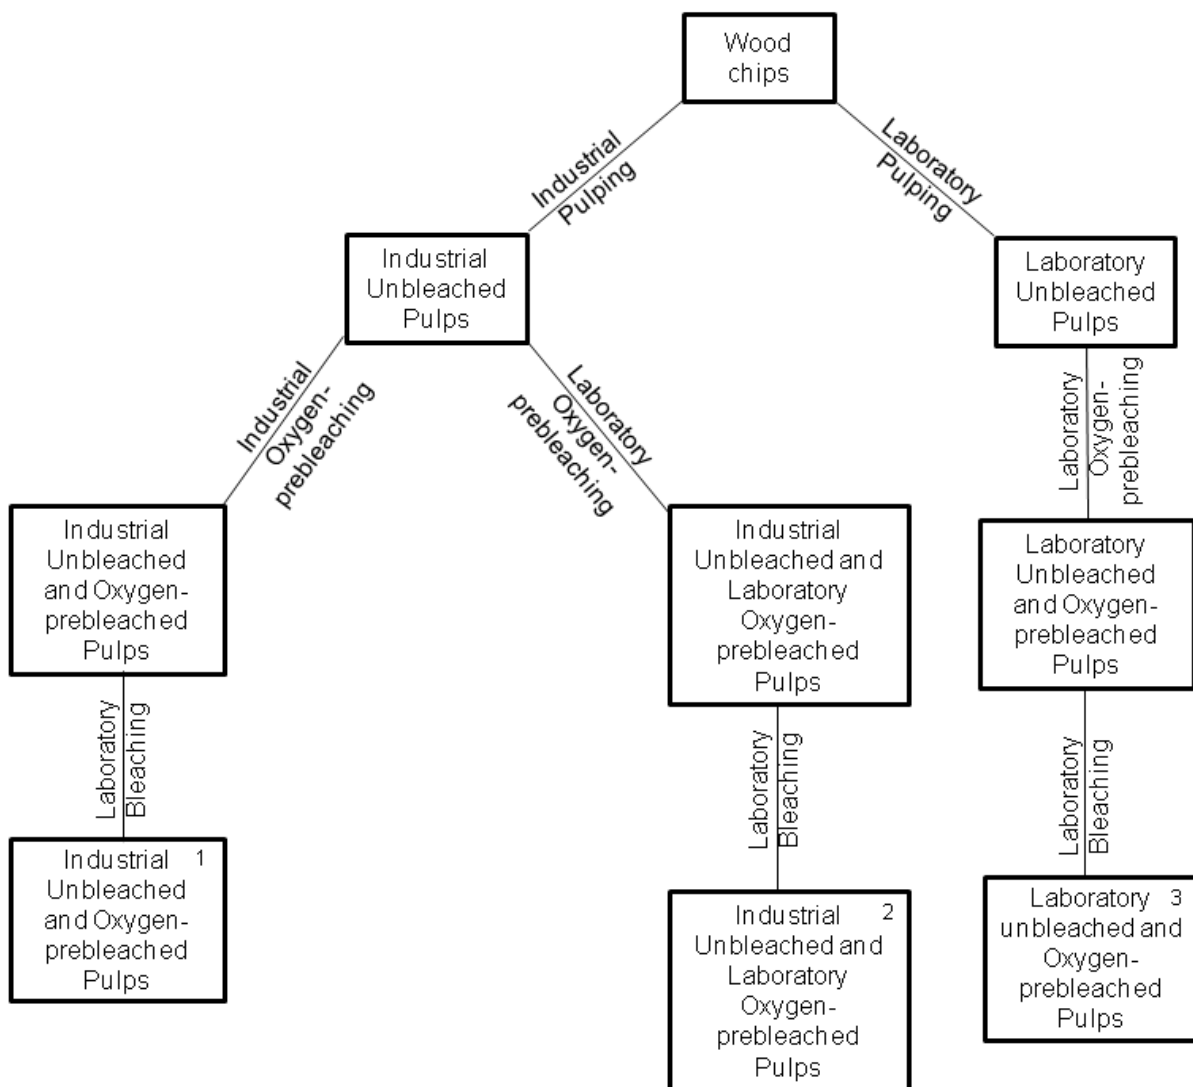 Wood
chips
Industrial
Pulping
Laboratory
Pulping
Industrial
Unbleached
Pulps
Laboratory
Unbleached
Pulps
Industrial
Oxygen-
prebleaching
Laboratory
Oxygen-
prebleaching
Laboratory
Oxygen-
prebleaching
Industrial
Unbleached
and Oxygen-
prebleached
Pulps
Industrial
Unbleached and
Laboratory
Oxygen-
prebleached
Pulps
Laboratory
Unbleached
and Oxygen-
prebleached
Pulps
Laboratory
Bleaching
Laboratory
Bleaching
Laboratory
Bleaching
Industrial 1
Unbleached
and Oxygen-
prebleached
Pulps
Industrial 2
Unbleached and
Laboratory
Oxygen-
prebleached
Pulps
Laboratory 3
unbleached and
Oxygen-
prebleached
Pulps